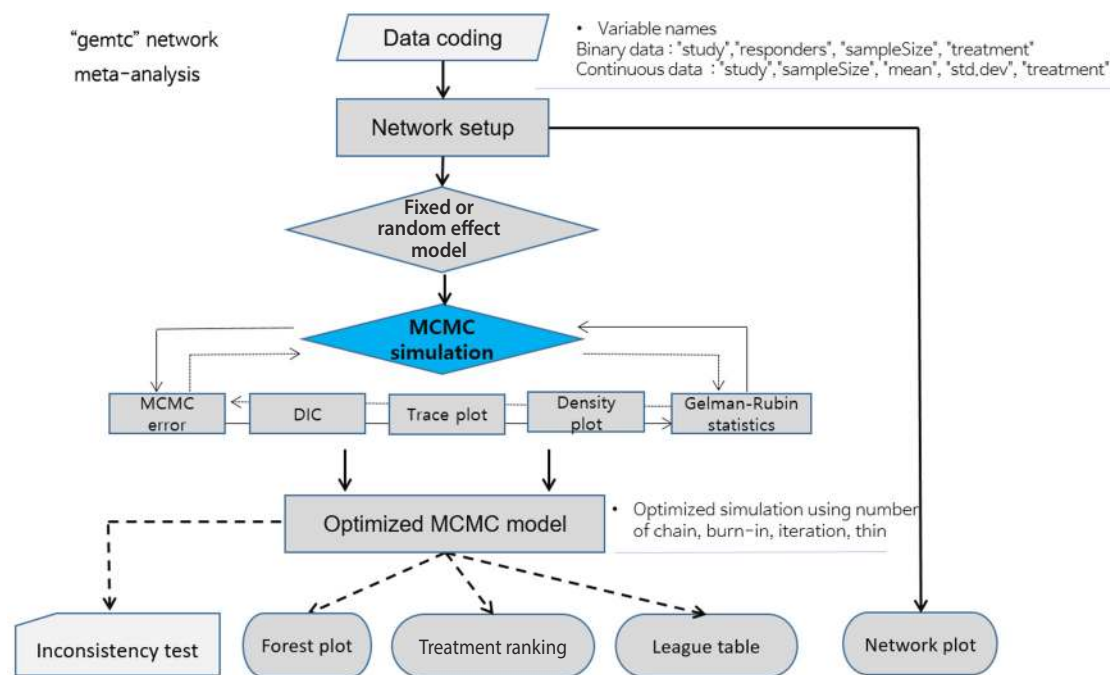 "gemtc" network
meta-analysis
Data coding
• Variable names
Binary data : "study","responders", "sampleSize", "treatment"
Continuous data : "study","sampleSize", "mean", "std.dev", "treatment"
Network setup
Fixed or
random effect
model
MCMC
simulation
MCMC
error
DIC
Trace plot
Density
plot
Gelman-Rubin
statistics
Optimized MCMC model
• Optimized simulation using number
of chain, burn-in, iteration, thin
Inconsistency test
Forest plot
Treatment ranking
League table
Network plot